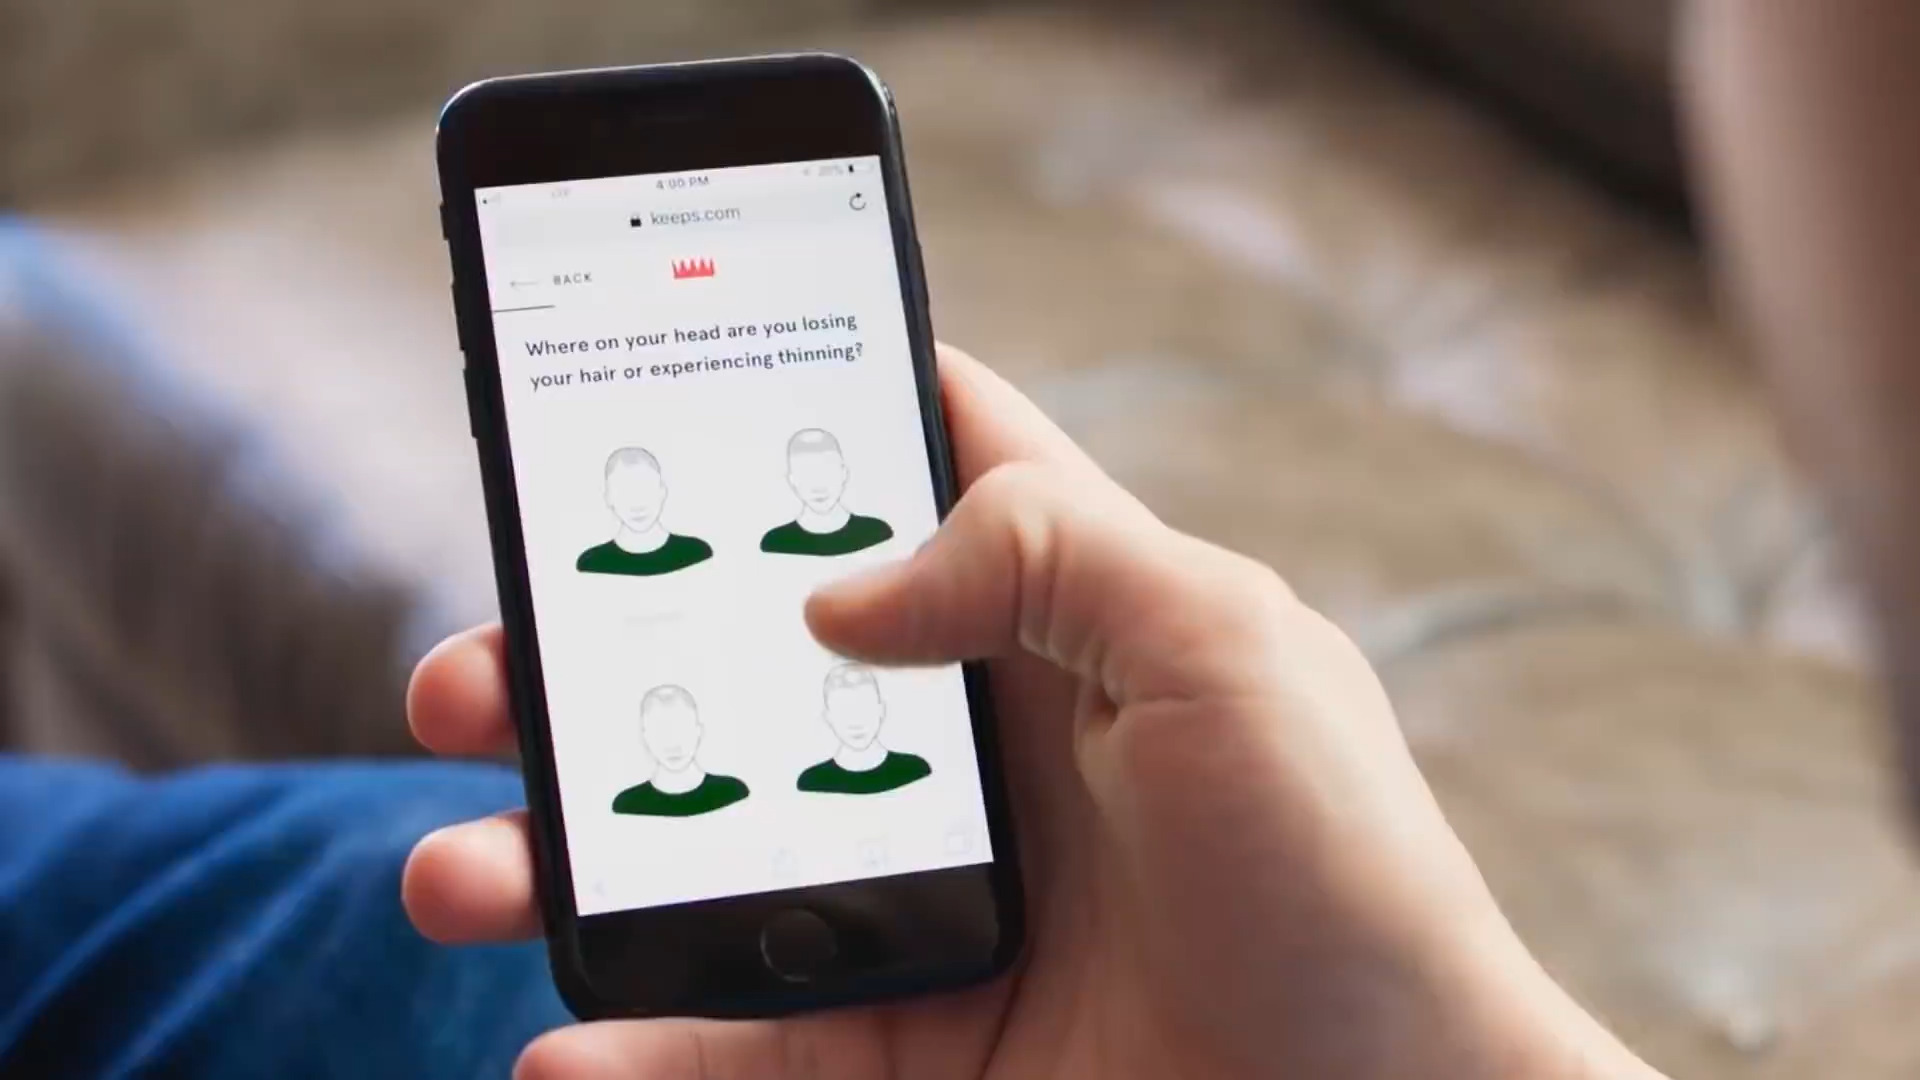 4:00 PM
keeps.com
BACK
Where on your head are you losing
your hair or experiencing thinning?